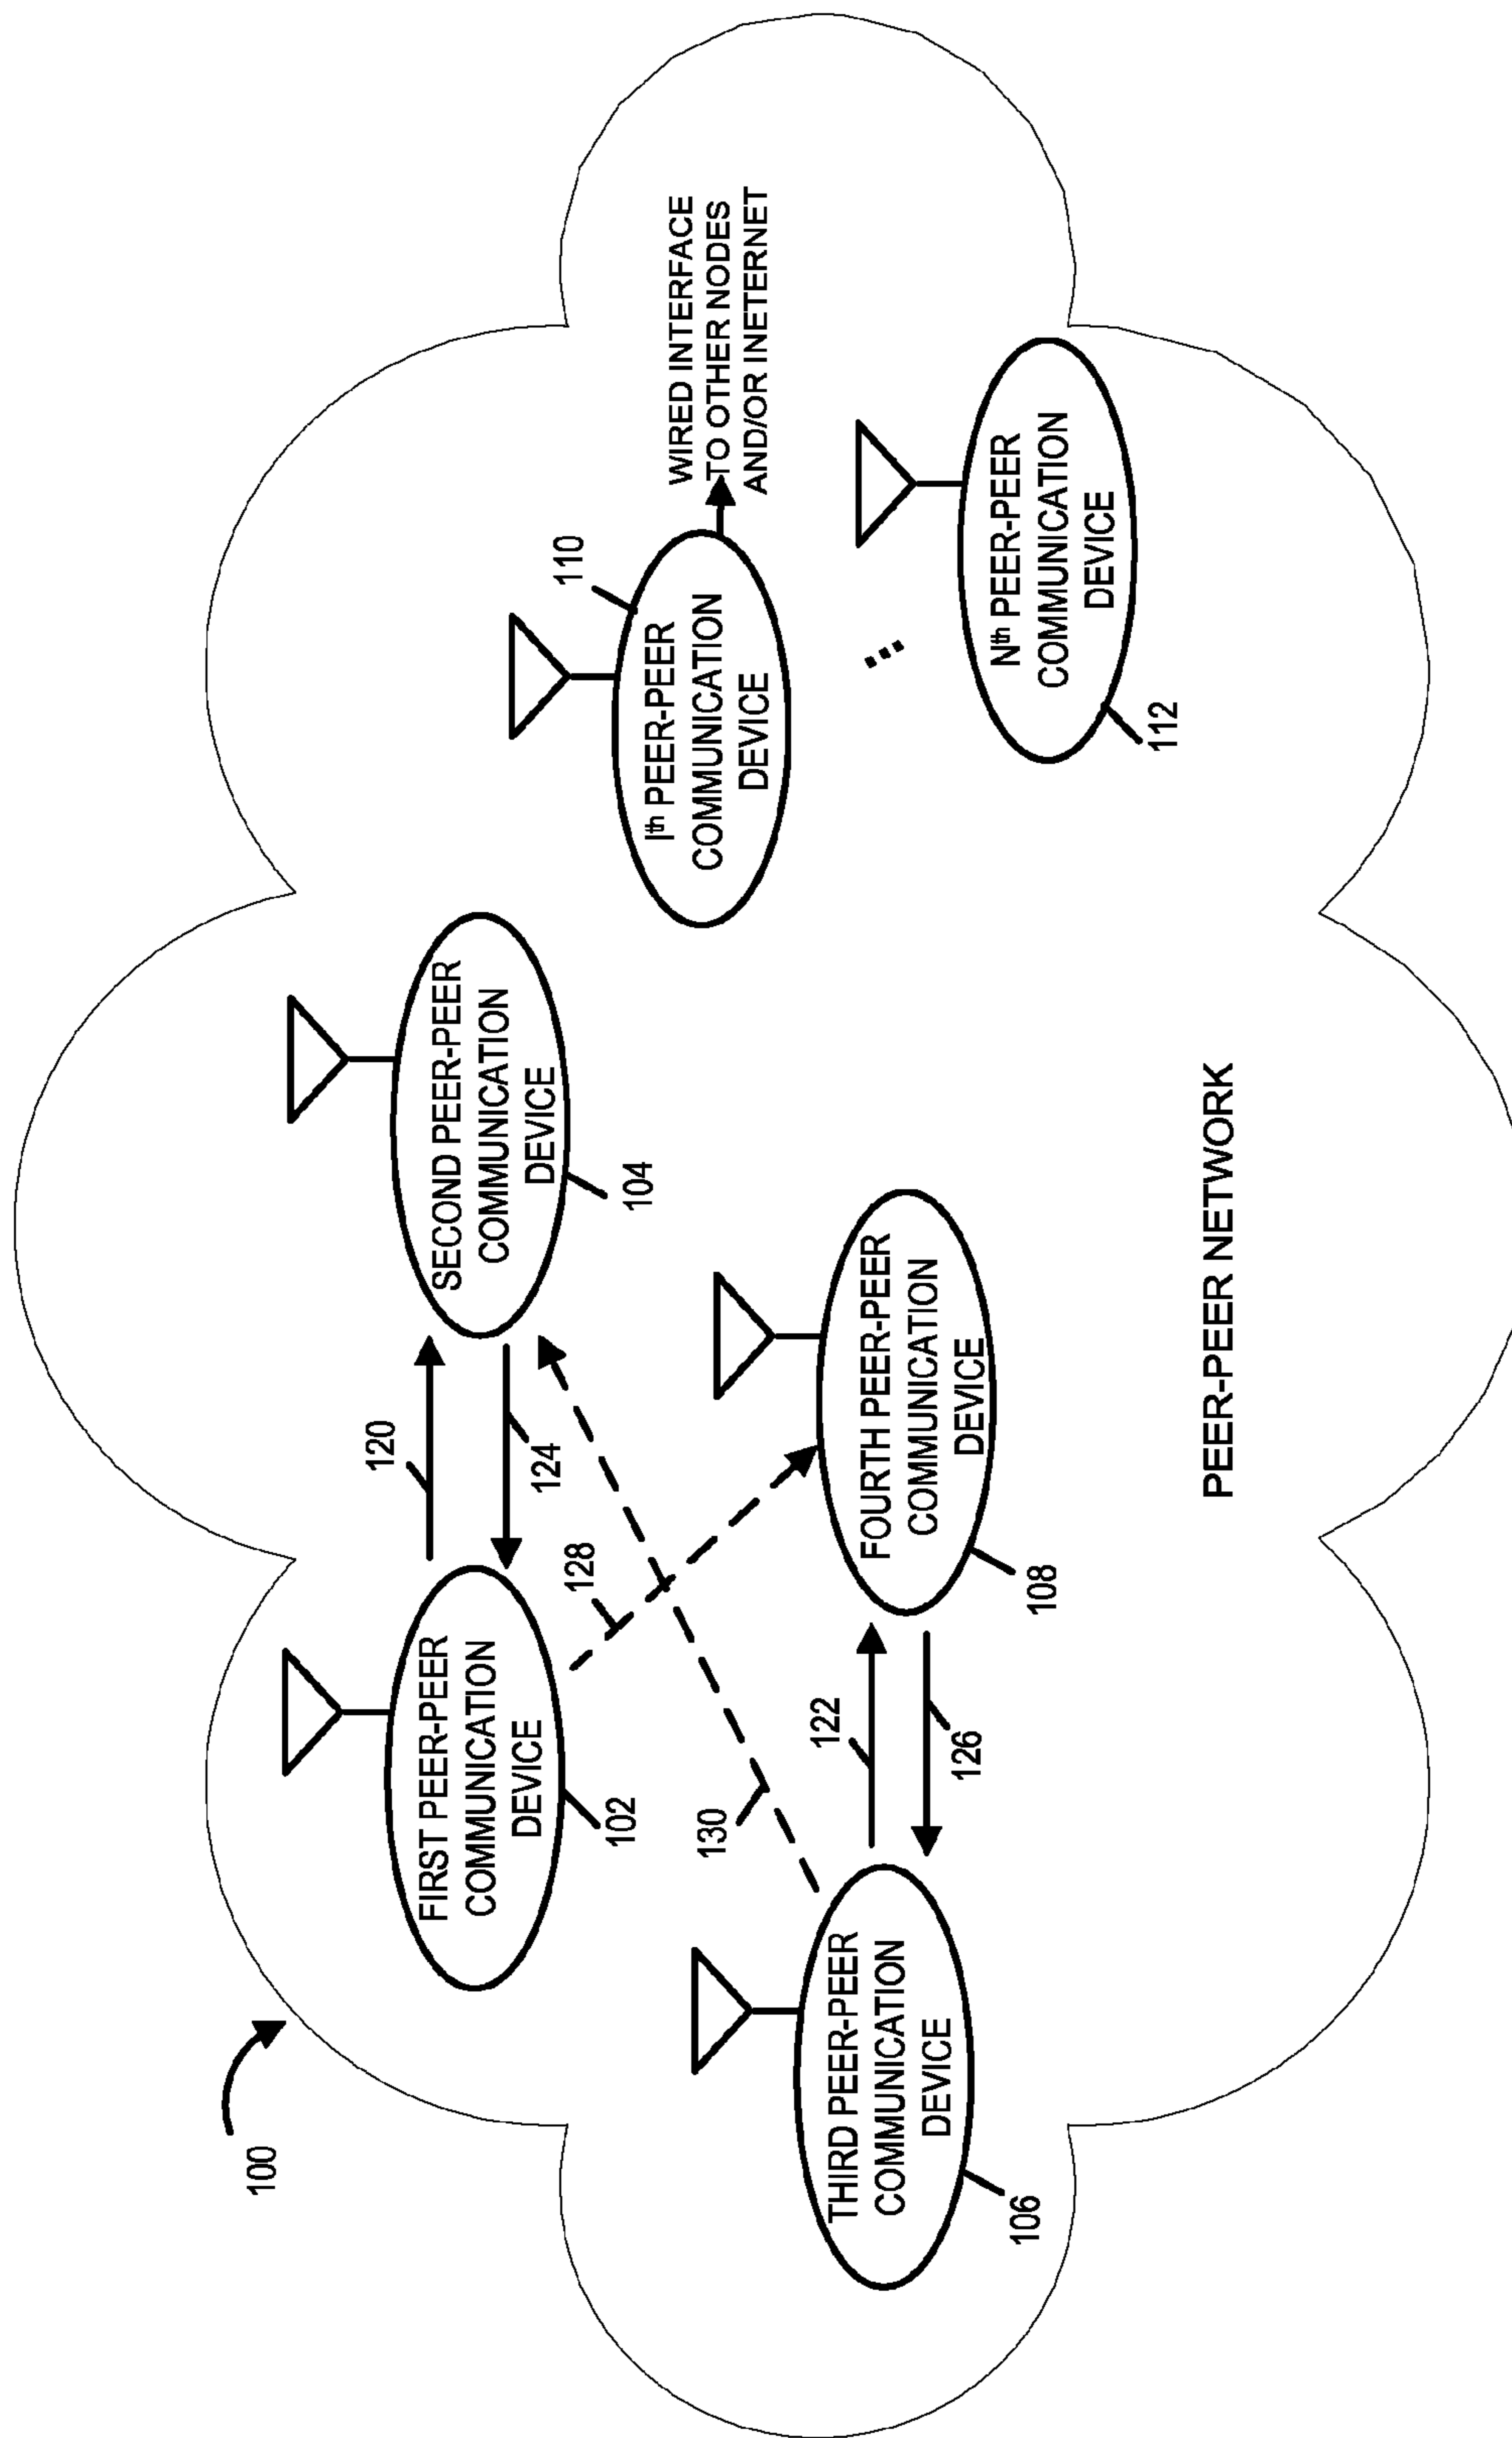 100
FIRST PEER-PEER
COMMUNICATION
DEVICE
102
120
124
SECOND PEER-PEER
COMMUNICATION
DEVICE
104
128
130
THIRD PEER-PEER
COMMUNICATION
DEVICE
106
122
126
FOURTH PEER-PEER
COMMUNICATION
DEVICE
108
110
Ith PEER-PEER
COMMUNICATION
DEVICE
WIRED INTERFACE
TO OTHER NODES
AND/OR INETERNET
Nth PEER-PEER
COMMUNICATION
DEVICE
112
PEER-PEER NETWORK